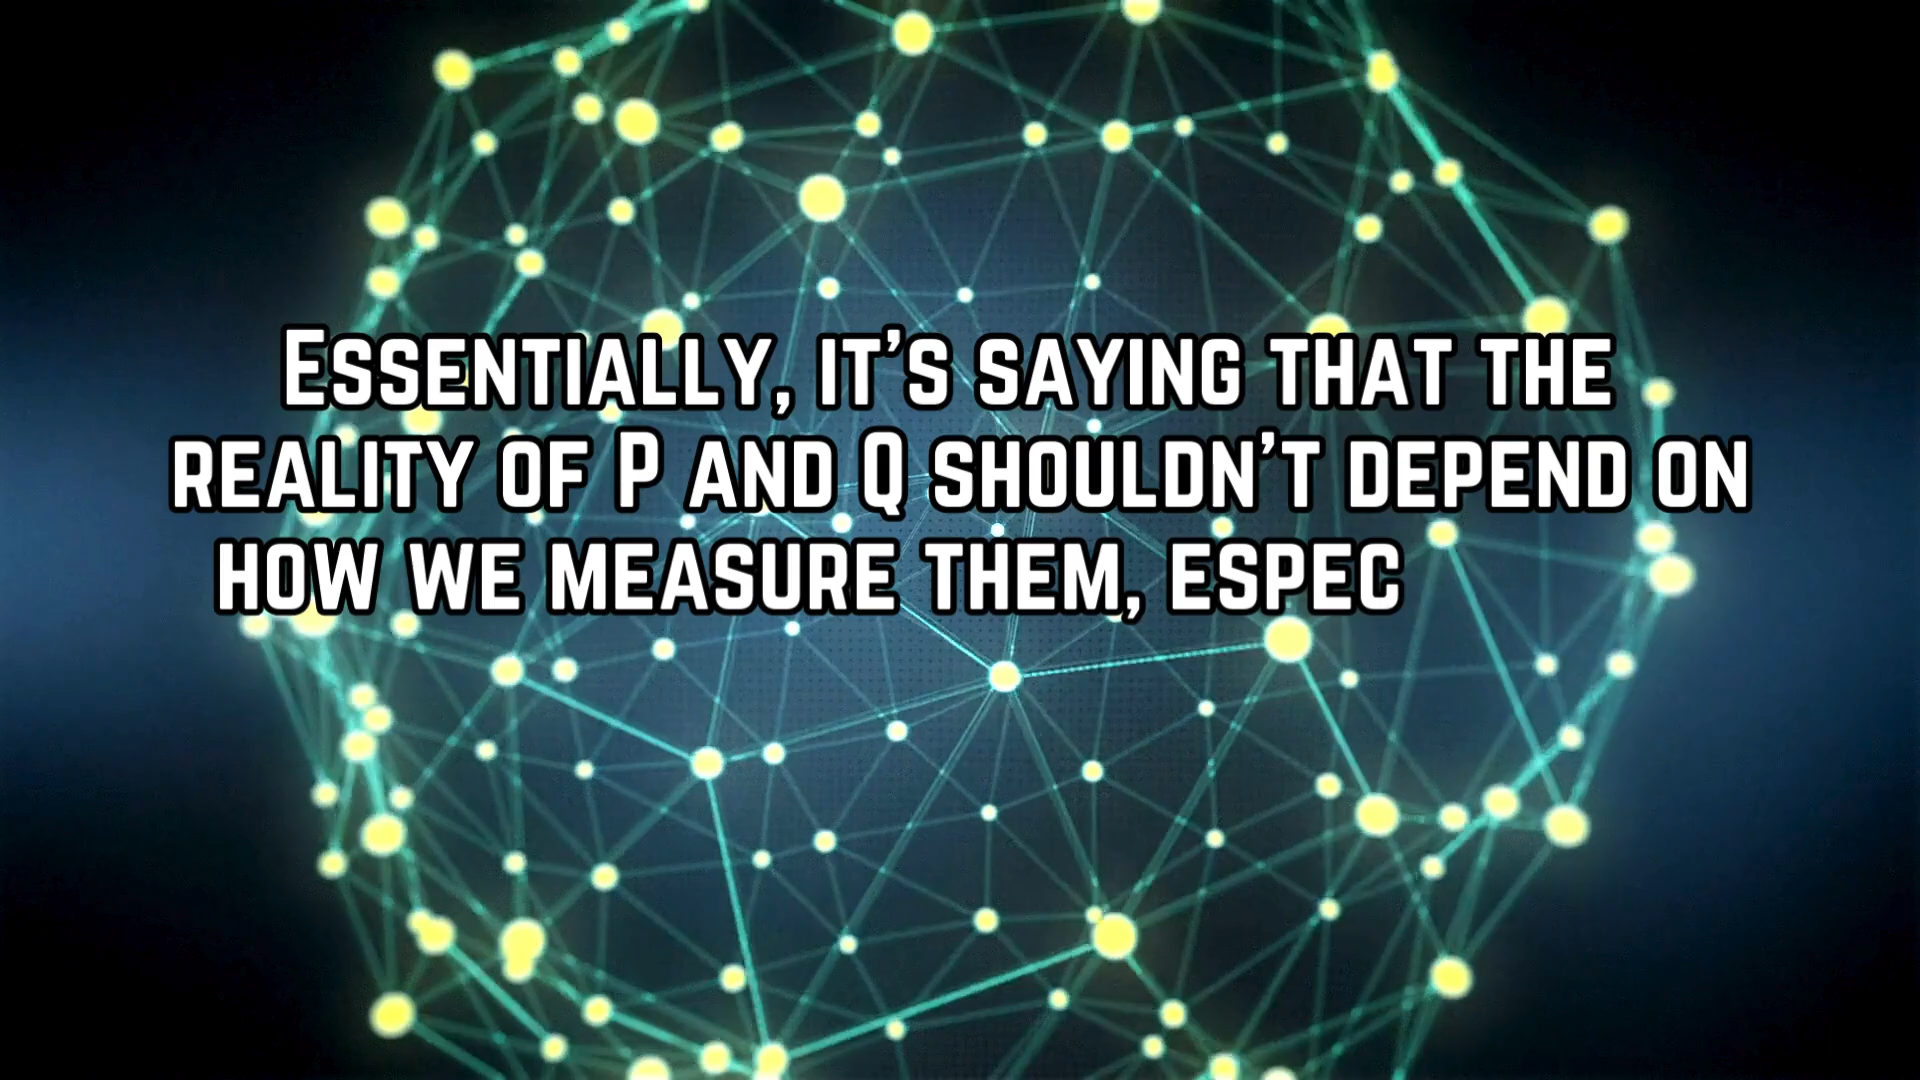 Essentially, it's saying that the
reality of P and Q shouldn't depend on
how we measure them, espec